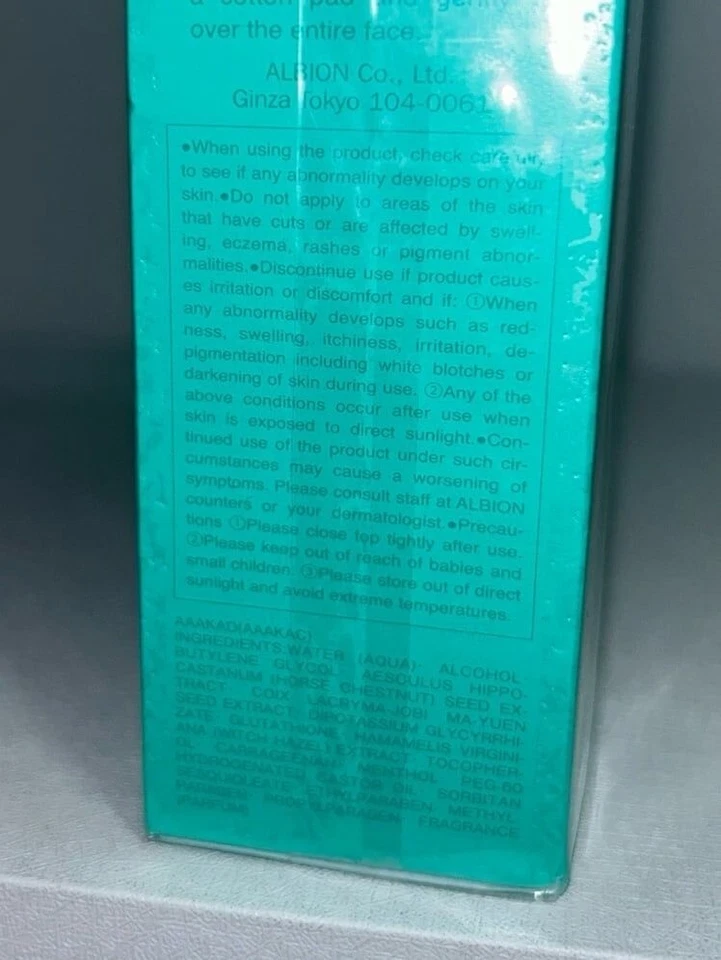 a cotton pad and gently
over the entire face.
ALBION Co., Ltd.
Ginza Tokyo 104-0061
●When using the product, check carefully,
to see if any abnormality develops on your
skin.●Do not apply to areas of the skin
that have cuts or are affected by swell-
ing, eczema, rashes or pigment abnor-
malities.●Discontinue use if product caus-
es irritation or discomfort and if: ①When
any abnormality develops such as red-
ness, swelling, itchiness, irritation, de-
pigmentation including white blotches or
darkening of skin during use. ②Any of the
above conditions occur after use when
skin is exposed to direct sunlight.●Con-
tinued use of the product under such cir-
cumstances may cause a worsening of
symptoms. Please consult staff at ALBION
counters or your dermatologist.●Precau-
tions ①Please close top tightly after use.
②Please keep out of reach of babies and
small children. ③Please store out of direct
sunlight and avoid extreme temperatures.
AAAKAD(AAAKAC)
INGREDIENTS:WATER (AQUA)· ALCOHOL
BUTYLENE GLYCOL· AESCULUS HIPPO-
CASTANUM (HORSE CHESTNUT) SEED EX-
TRACT· COIX LACRYMA-JOBI MA-YUEN
SEED EXTRACT· DIPOTASSIUM GLYCYRRHI-
ZATE· GLUTATHIONE· HAMAMELIS VIRGINI-
ANA (WITCH HAZEL) EXTRACT· TOCOPHER-
OL· CARRAGEENAN· MENTHOL· PEG-60
HYDROGENATED CASTOR OIL· SORBITAN
SESQUIOLEATE· ETHYLPARABEN· METHYL-
PARABEN· PROPYLPARABEN· FRAGRANCE
(PARFUM)